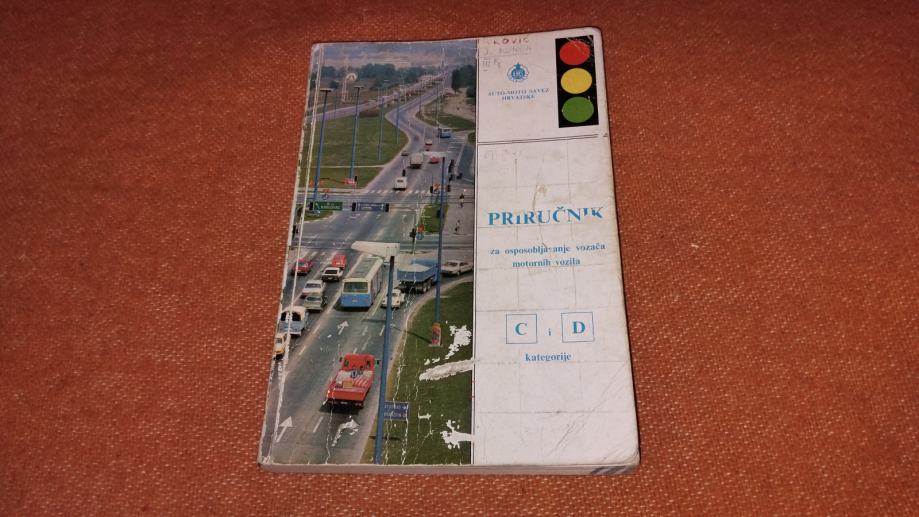 AUTO-MOTO SAVEZ
HRVATSKE
PRIRUČNIK
za osposobljavanje vozača
motornih vozila
C i D
kategorije